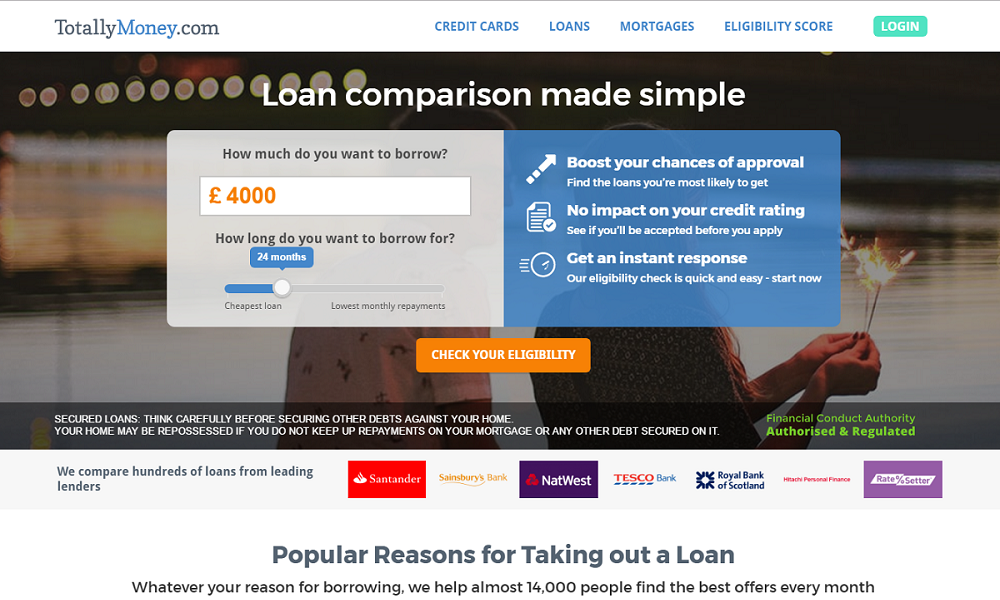 TotallyMoney.com
CREDIT CARDS LOANS MORTGAGES ELIGIBILITY SCORE LOGIN
Loan comparison made simple
How much do you want to borrow?
£ 4000
How long do you want to borrow for?
24 months
Cheapest loan Lowest monthly repayments
Boost your chances of approval
Find the loans you're most likely to get
No impact on your credit rating
See if you'll be accepted before you apply
Get an instant response
Our eligibility check is quick and easy - start now
CHECK YOUR ELIGIBILITY
SECURED LOANS: THINK CAREFULLY BEFORE SECURING OTHER DEBTS AGAINST YOUR HOME.
YOUR HOME MAY BE REPOSSESSED IF YOU DO NOT KEEP UP REPAYMENTS ON YOUR MORTGAGE OR ANY OTHER DEBT SECURED ON IT.
Financial Conduct Authority
Authorised & Regulated
We compare hundreds of loans from leading
lenders
Santander
Sainsbury's Bank
NatWest
TESCO Bank
Royal Bank
of Scotland
Hitachi Personal Finance
Rate%Setter
Popular Reasons for Taking out a Loan
Whatever your reason for borrowing, we help almost 14,000 people find the best offers every month